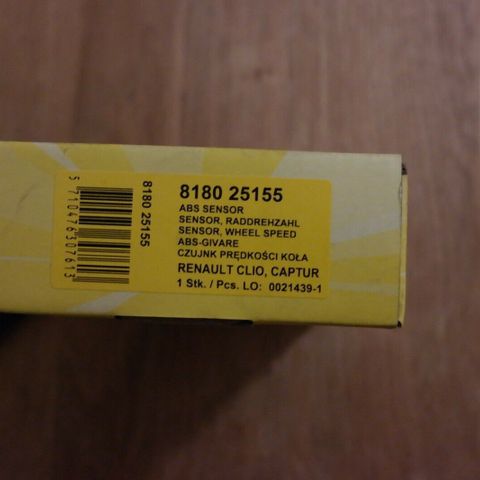 8180 25155
ABS SENSOR
SENSOR, RADDREHZAHL
SENSOR, WHEEL SPEED
ABS-GIVARE
CZUJNK PRĘDKOŚCI KOŁA
RENAULT CLIO, CAPTUR
1 Stk. / Pcs. LO: 0021439-1
8180 25155
5710476307613